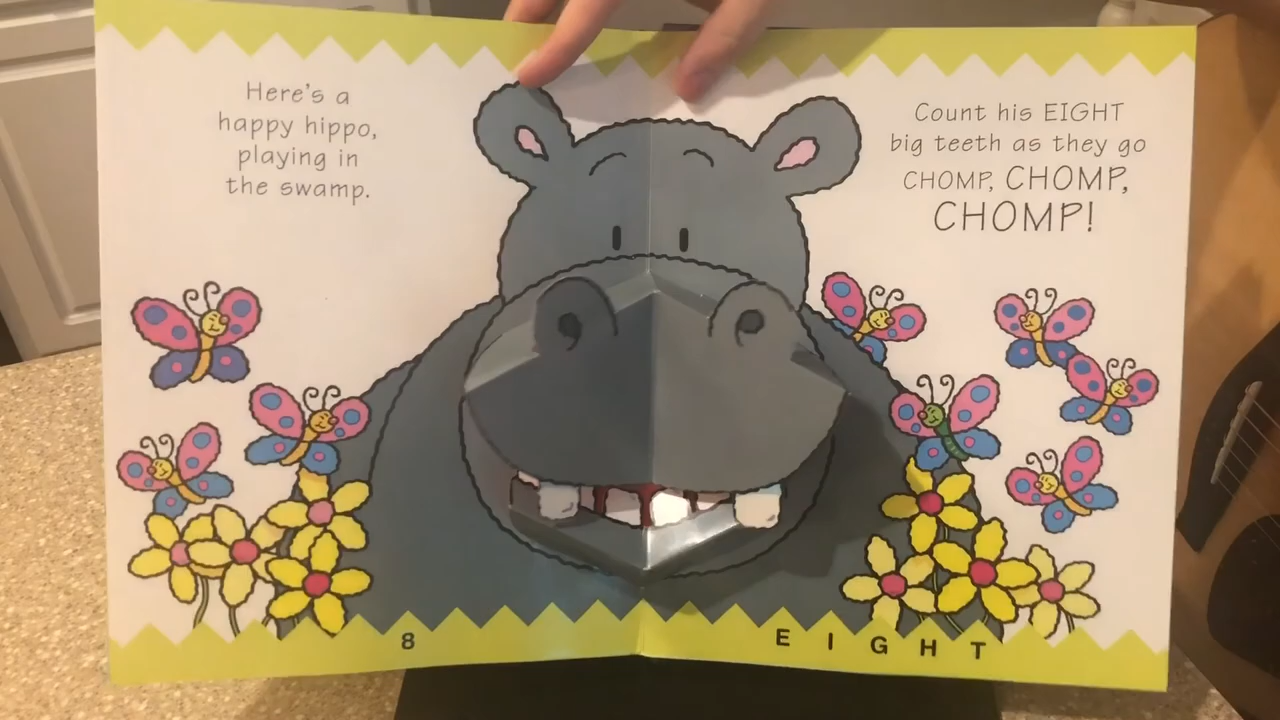 Here's a
happy hippo,
playing in
the swamp.
Count his EIGHT
big teeth as they go
CHOMP, CHOMP,
CHOMP!
8
EIGHT